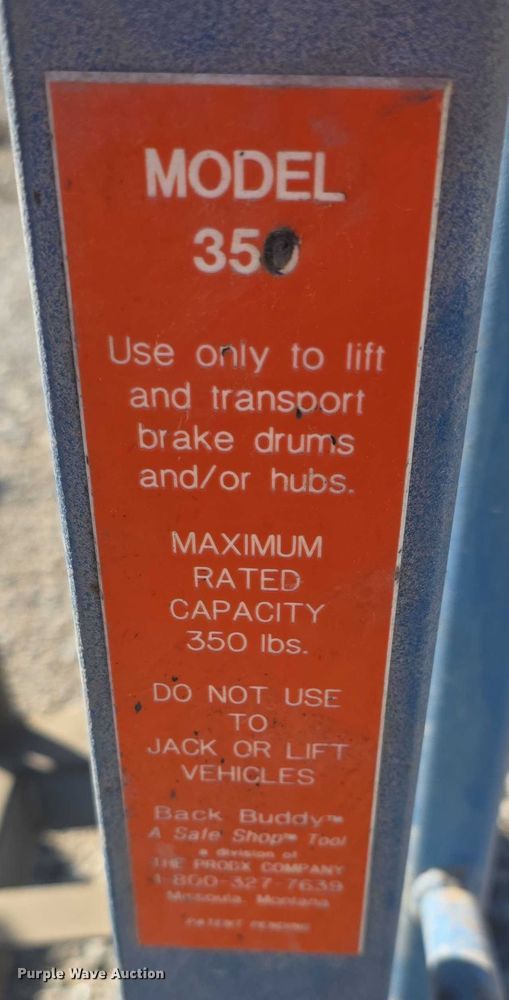 MODEL
350
Use only to lift
and transport
brake drums
and/or hubs.
MAXIMUM
RATED
CAPACITY
350 lbs.
DO NOT USE
TO
JACK OR LIFT
VEHICLES
Back Buddy™
A Safe Shop™ Tool
a division of
THE PRODX COMPANY
1-800-327-7639
Missoula, Montana
PATENT PENDING
Purple Wave Auction